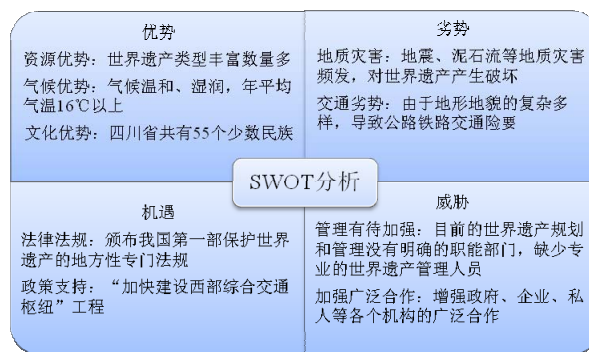 优势
资源优势：世界遗产类型丰富数量多
气候优势：气候温和、湿润，年平均
气温16℃以上
文化优势：四川省共有55个少数民族
劣势
地质灾害：地震、泥石流等地质灾害
频发，对世界遗产产生破坏
交通劣势：由于地形地貌的复杂多
样，导致公路铁路交通险要
SWOT分析
机遇
法律法规：颁布我国第一部保护世界
遗产的地方性专门法规
政策支持：“加快建设西部综合交通
枢纽”工程
威胁
管理有待加强：目前的世界遗产规划
和管理没有明确的职能部门，缺少专
业的世界遗产管理人员
加强广泛合作：增强政府、企业、私
人等各个机构的广泛合作